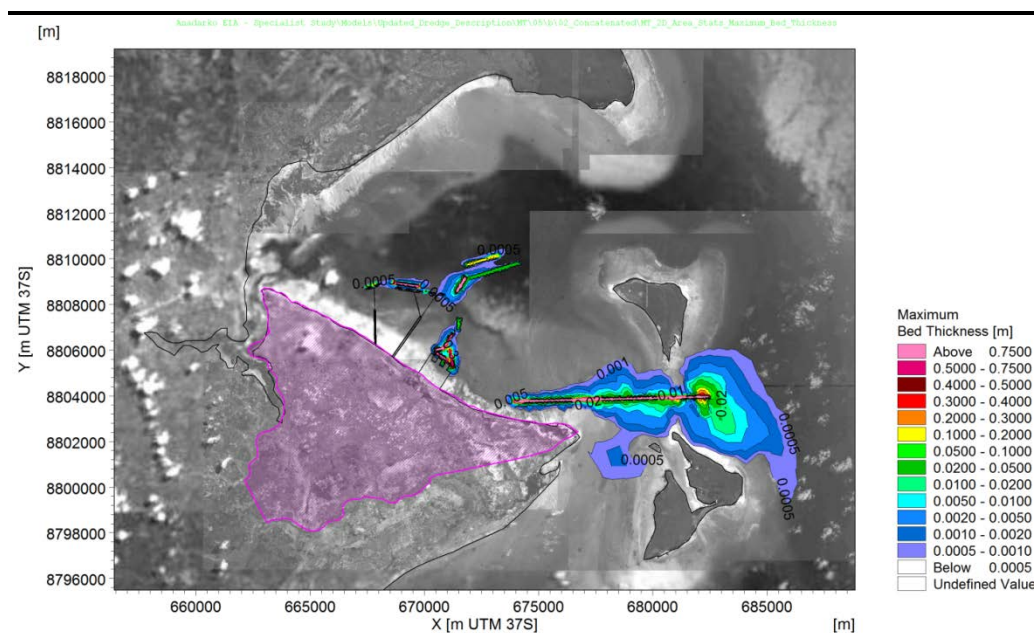 Anadarko EIA - Specialist Study\Models\Updated_Dredge_Description\MT\05\b\02_Concatenated\MT_2D_Area_Stats_Maximum_Bed_Thickness
[m]
8818000
8816000
8814000
8812000
8810000
8808000
8806000
8804000
8802000
8800000
8798000
8796000
Y [m UTM 37S]
0.0005
0.0005
0.0005
0.001
0.005
0.02
0.01
0.02
0.0005
0.0005
660000 665000 670000 675000 680000 685000
X [m UTM 37S] [m]
Maximum
Bed Thickness [m]
Above 0.7500
0.5000 - 0.7500
0.4000 - 0.5000
0.3000 - 0.4000
0.2000 - 0.3000
0.1000 - 0.2000
0.0500 - 0.1000
0.0200 - 0.0500
0.0100 - 0.0200
0.0050 - 0.0100
0.0020 - 0.0050
0.0010 - 0.0020
0.0005 - 0.0010
Below 0.0005
Undefined Value